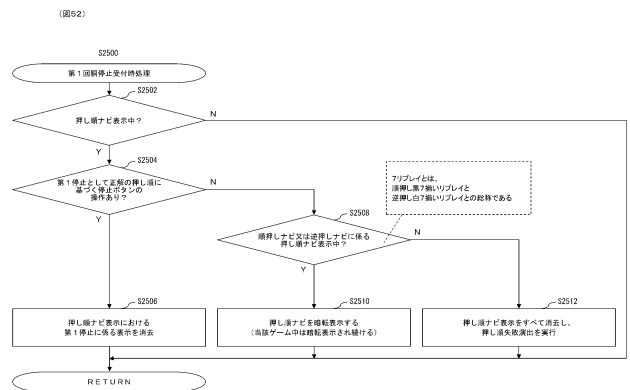 (図52)
S2500
第1回胴停止受付時処理
S2502
押し順ナビ表示中？
N
Y
S2504
第1停止として正解の押し順に
基づく停止ボタンの
操作あり？
N
Y
7リプレイとは、
順押し黒7揃いリプレイと
逆押し白7揃いリプレイとの総称である
S2508
順押しナビ又は逆押しナビに係る
押し順ナビ表示中？
N
Y
S2506
押し順ナビ表示における
第1停止に係る表示を消去
S2510
押し順ナビを暗転表示する
(当該ゲーム中は暗転表示され続ける)
S2512
押し順ナビ表示をすべて消去し、
押し順失敗演出を実行
RETURN